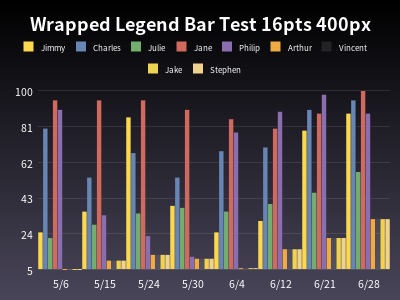 Wrapped Legend Bar Test 16pts 400px
Jimmy Charles Julie Jane Philip Arthur Vincent
Jake Stephen
100
81
62
43
24
5
5/6 5/15 5/24 5/30 6/4 6/12 6/21 6/28